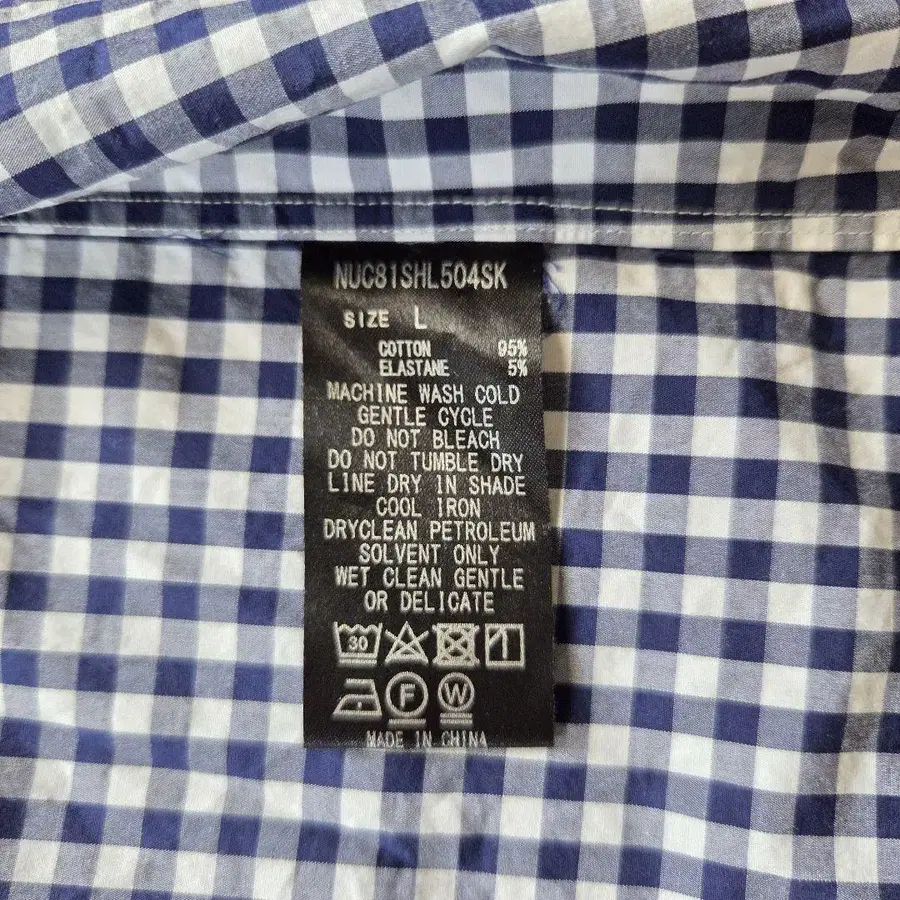 NUC81SHL504SK
SIZE L
COTTON 95%
ELASTANE 5%
MACHINE WASH COLD
GENTLE CYCLE
DO NOT BLEACH
DO NOT TUMBLE DRY
LINE DRY IN SHADE
COOL IRON
DRYCLEAN PETROLEUM
SOLVENT ONLY
WET CLEAN GENTLE
OR DELICATE
30
F W
MADE IN CHINA